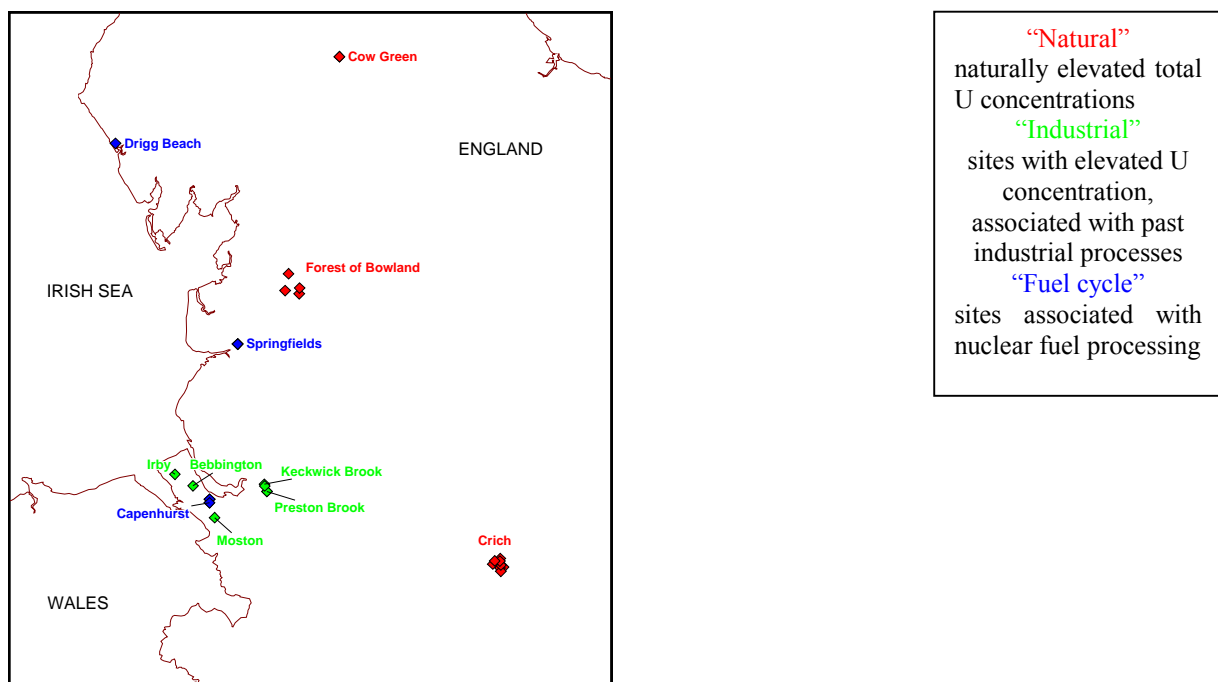 Cow Green
Drigg Beach
ENGLAND
Forest of Bowland
IRISH SEA
Springfields
Irby
Bebbington
Keckwick Brook
Preston Brook
Capenhurst
Moston
Crich
WALES
“Natural”
naturally elevated total
U concentrations
“Industrial”
sites with elevated U
concentration,
associated with past
industrial processes
“Fuel cycle”
sites associated with
nuclear fuel processing